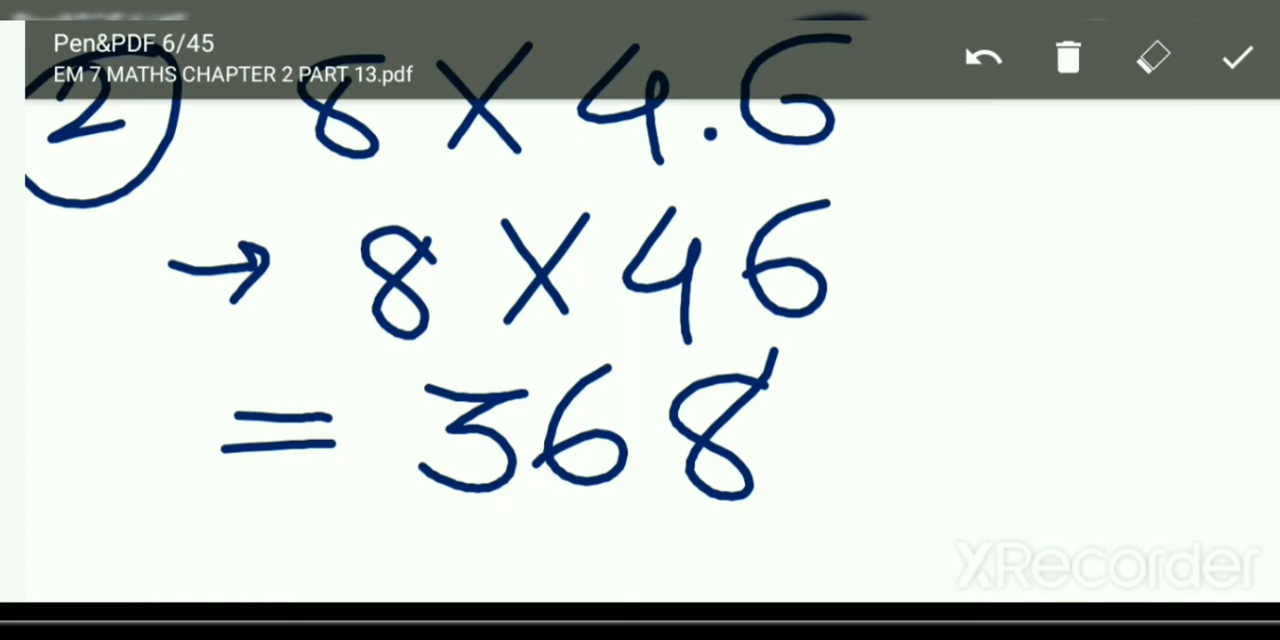 Pen&PDF 6/45
EM 7 MATHS CHAPTER 2 PART 13.pdf
2 8 × 4.6
→ 8 × 46
= 368
XRecorder